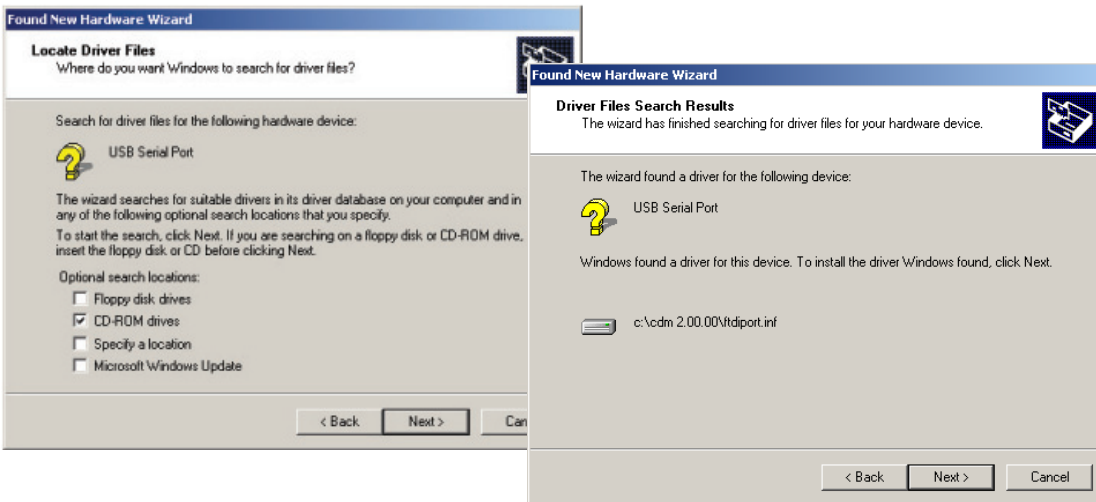 Found New Hardware Wizard
Locate Driver Files
Where do you want Windows to search for driver files?
Search for driver files for the following hardware device:
USB Serial Port
The wizard searches for suitable drivers in its driver database on your computer and in
any of the following optional search locations that you specify.
To start the search, click Next. If you are searching on a floppy disk or CD-ROM drive,
insert the floppy disk or CD before clicking Next.
Optional search locations:
Floppy disk drives
CD-ROM drives
Specify a location
Microsoft Windows Update
< Back Next > Can
Found New Hardware Wizard
Driver Files Search Results
The wizard has finished searching for driver files for your hardware device.
The wizard found a driver for the following device:
USB Serial Port
Windows found a driver for this device. To install the driver Windows found, click Next.
c:\cdm 2.00.00\ftdiport.inf
< Back Next > Cancel